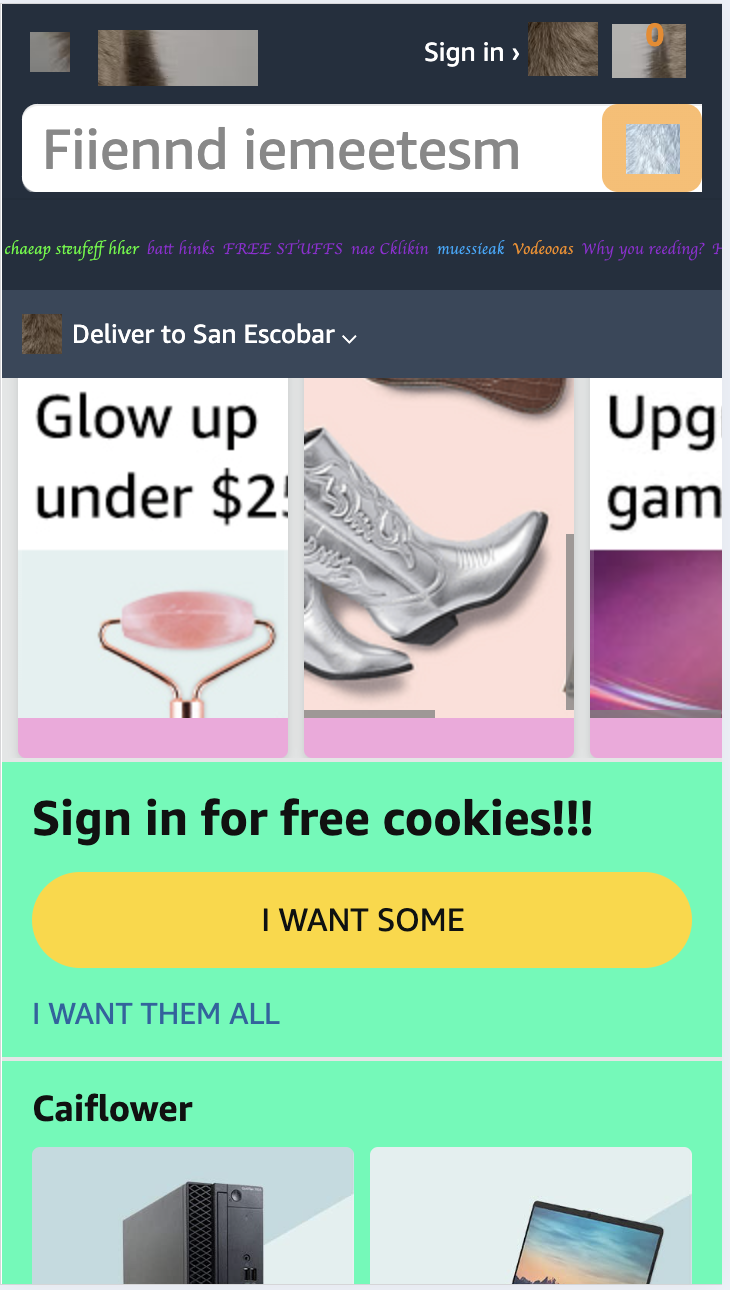 Sign in ›
0
Fiiennd iemeetesm
chaeap steufeff hher batt hinks FREE STUFFS nae Cklikin muessieak Vodeooas Why you reeding?
Deliver to San Escobar
Glow up
under $25
Upg
gam
Sign in for free cookies!!!
I WANT SOME
I WANT THEM ALL
Caiflower